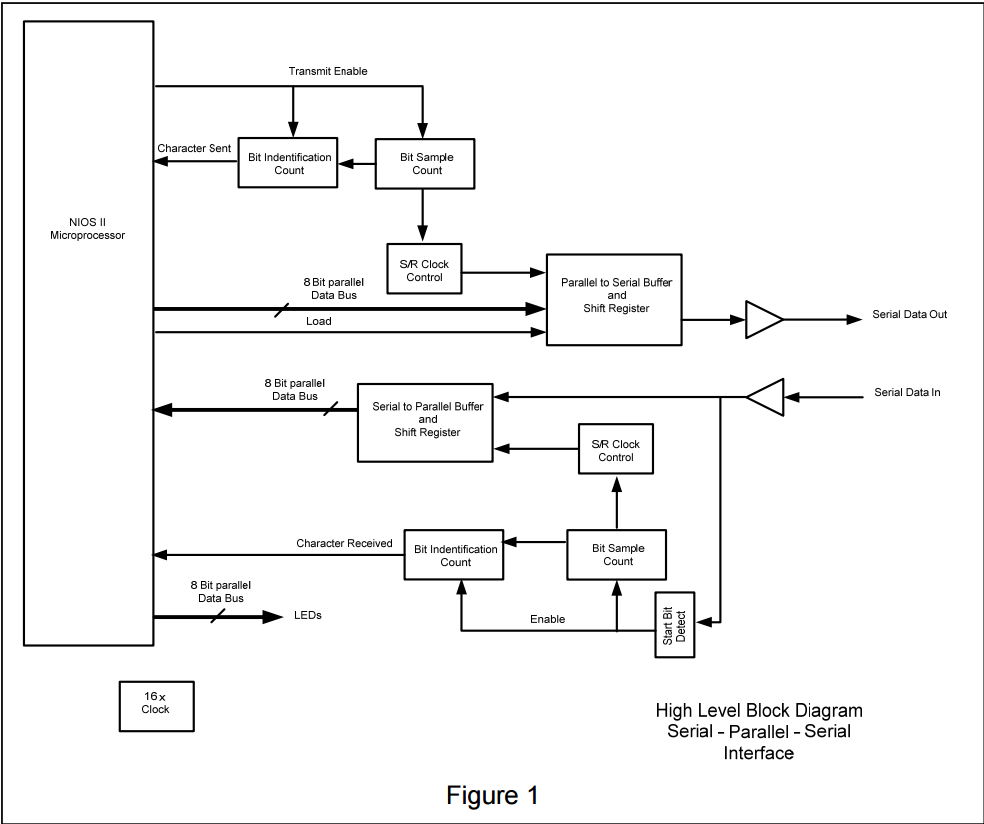 Transmit Enable
Character Sent
Bit Indentification
Count
Bit Sample
Count
NIOS II
Microprocessor
S/R Clock
Control
8 Bit parallel
Data Bus
Load
Parallel to Serial Buffer
and
Shift Register
Serial Data Out
8 Bit parallel
Data Bus
Serial to Parallel Buffer
and
Shift Register
Serial Data In
S/R Clock
Control
Character Received
Bit Indentification
Count
Bit Sample
Count
8 Bit parallel
Data Bus
LEDs
Enable
Start Bit
Detect
16x
Clock
High Level Block Diagram
Serial - Parallel - Serial
Interface
Figure 1